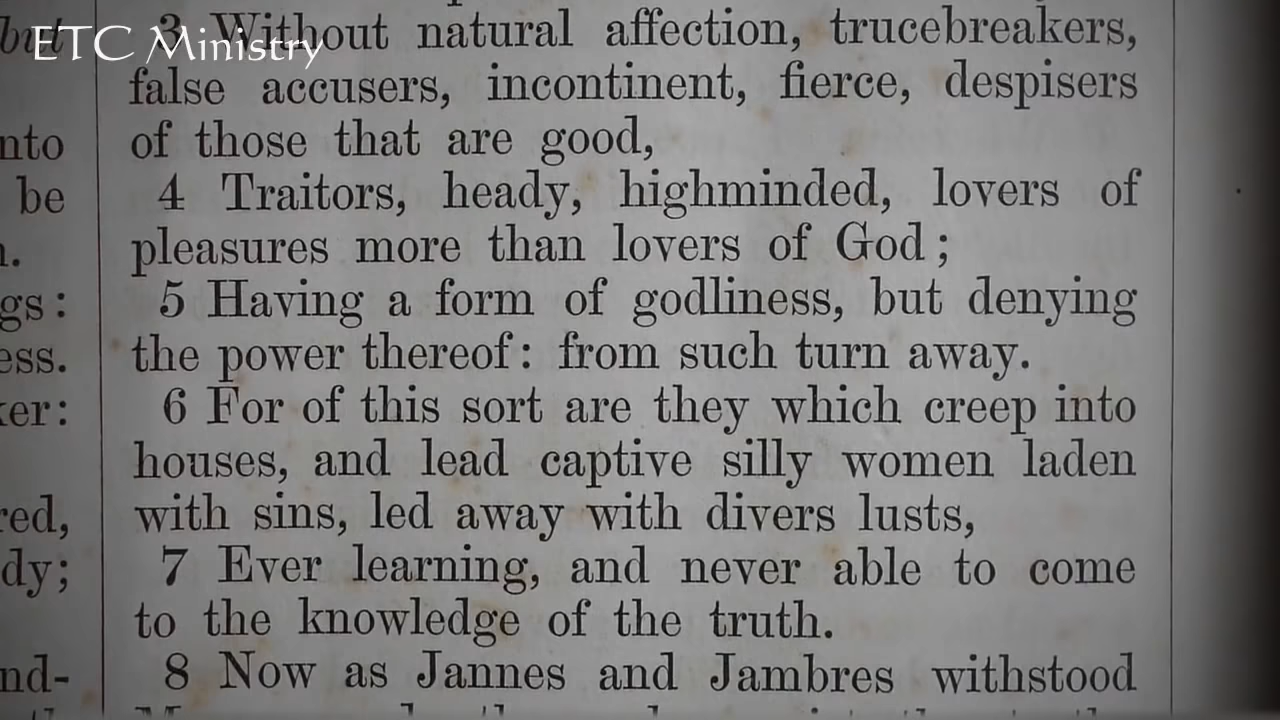 ETC Ministry
but
nto
be
gs:
ess.
red,
dy;
nd-
3 Without natural affection, trucebreakers,
false accusers, incontinent, fierce, despisers
of those that are good,
4 Traitors, heady, highminded, lovers of
pleasures more than lovers of God;
5 Having a form of godliness, but denying
the power thereof: from such turn away.
6 For of this sort are they which creep into
houses, and lead captive silly women laden
with sins, led away with divers lusts,
7 Ever learning, and never able to come
to the knowledge of the truth.
8 Now as Jannes and Jambres withstood